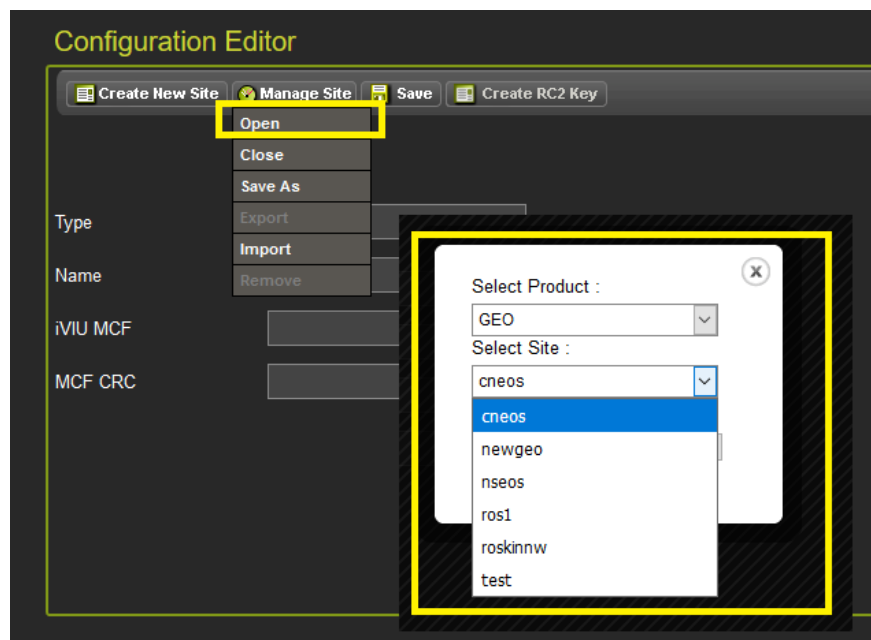 Configuration Editor
Create New Site Manage Site Save Create RC2 Key
Open
Close
Save As
Export
Import
Remove
Type
Name
iVIU MCF
MCF CRC
x
Select Product :
GEO
Select Site :
cneos
cneos
newgeo
nseos
ros1
roskinnw
test